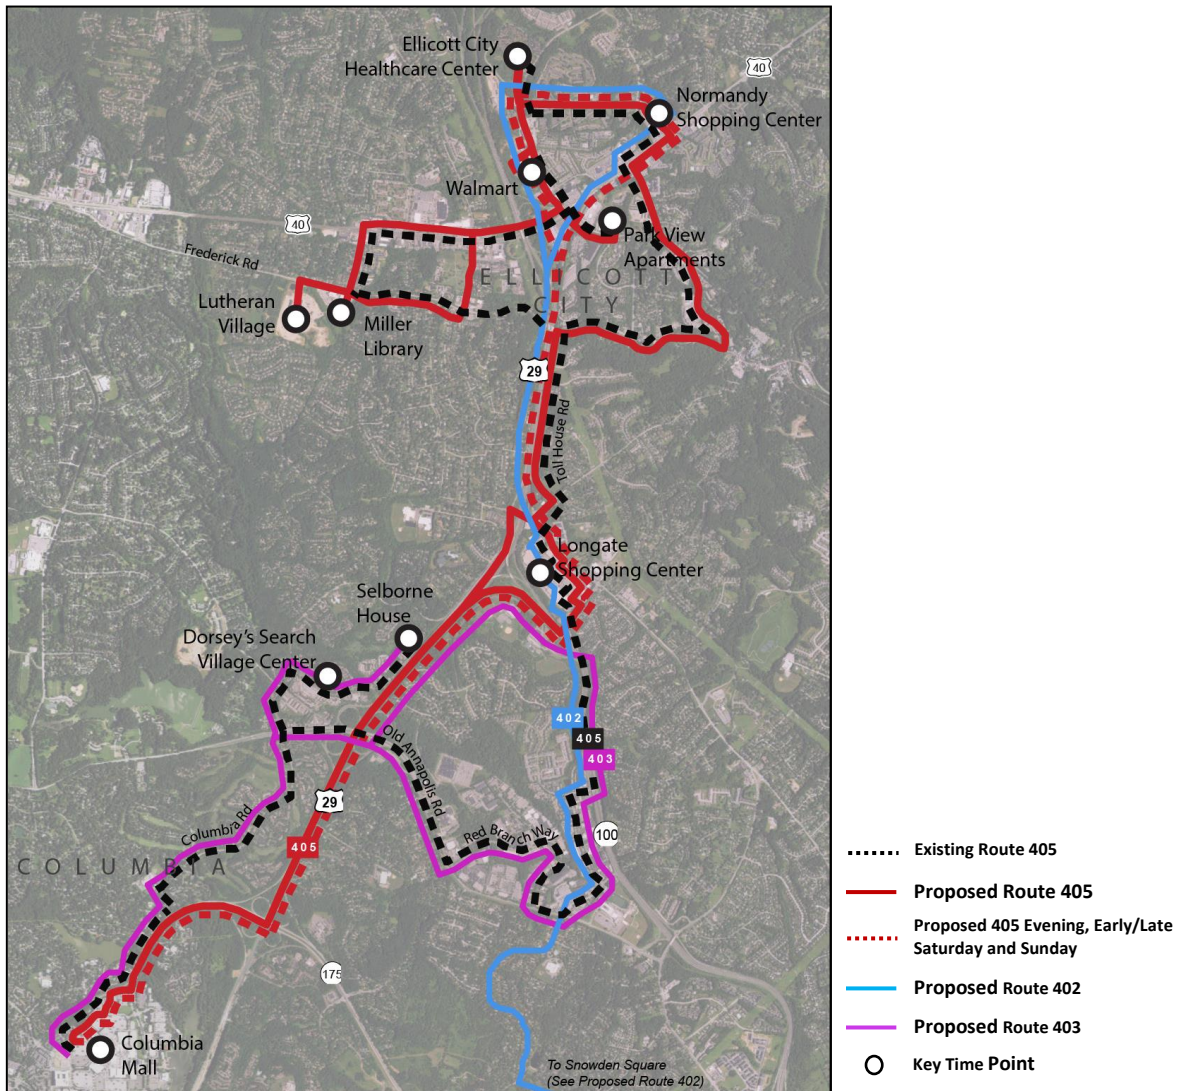 Ellicott City
Healthcare Center
40
Normandy
Shopping Center
Walmart
40
Park View
Apartments
Frederick Rd
ELLICOTT
CITY
Lutheran
Village
Miller
Library
29
Toll House Rd
Longate
Shopping Center
Selborne
House
Dorsey's Search
Village Center
402
405
403
Old Annapolis Rd
29
Columbia Rd
405
Red Branch Way
100
COLUMBIA
175
Columbia
Mall
To Snowden Square
(See Proposed Route 402)
Existing Route 405
Proposed Route 405
Proposed 405 Evening, Early/Late
Saturday and Sunday
Proposed Route 402
Proposed Route 403
Key Time Point